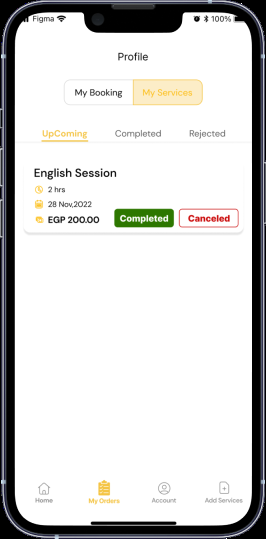 Figma 100%
Profile
My Booking My Services
UpComing Completed Rejected
English Session
2 hrs
28 Nov,2022
EGP 200.00 Completed Canceled
Home My Orders Account Add Services